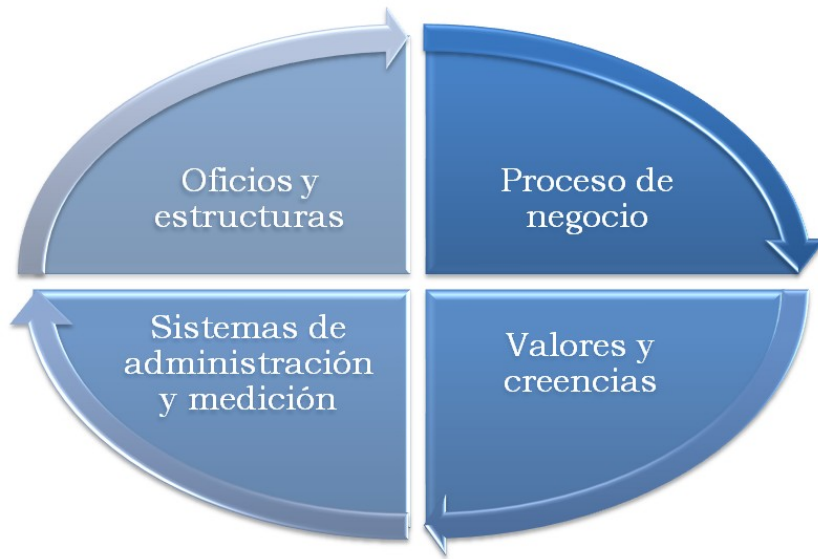 Oficios y
estructuras
Proceso de
negocio
Sistemas de
administración
y medición
Valores y
creencias